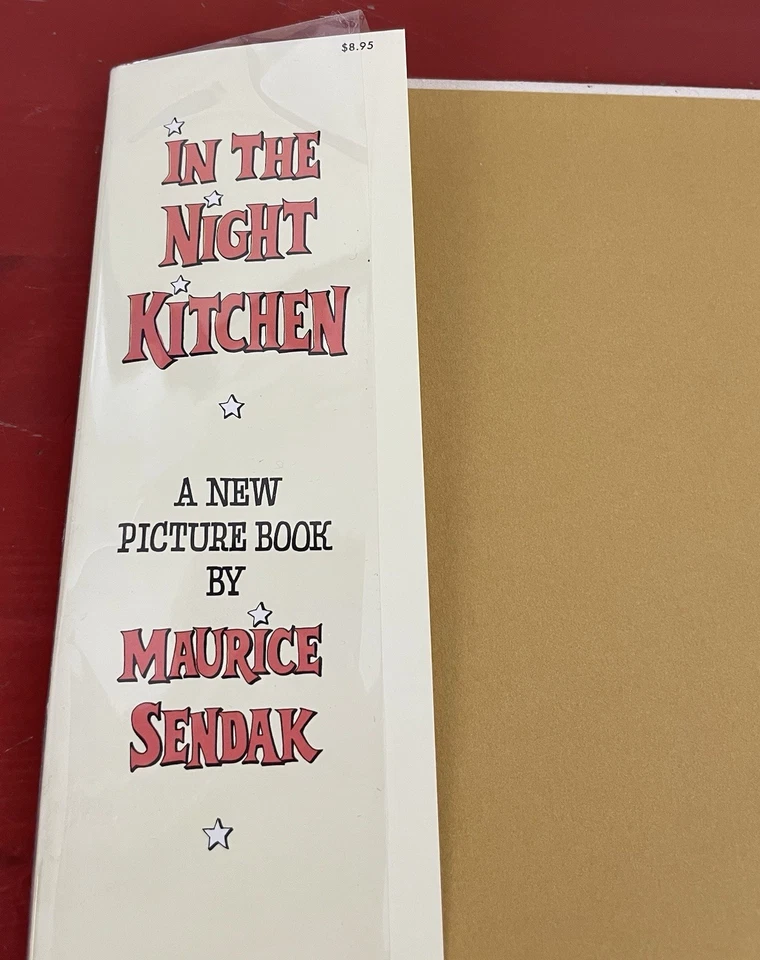 $8.95
IN THE
NIGHT
KITCHEN
A NEW
PICTURE BOOK
BY
MAURICE
SENDAK